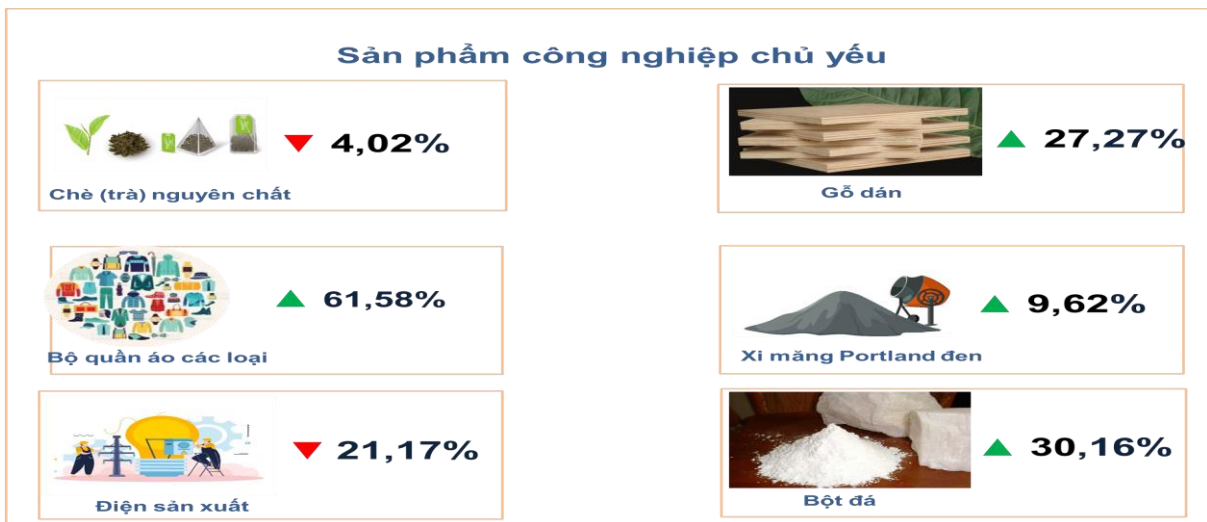 Sản phẩm công nghiệp chủ yếu
4,02%
Chè (trà) nguyên chất
27,27%
Gỗ dán
61,58%
Bộ quần áo các loại
9,62%
Xi măng Portland đen
21,17%
Điện sản xuất
30,16%
Bột đá